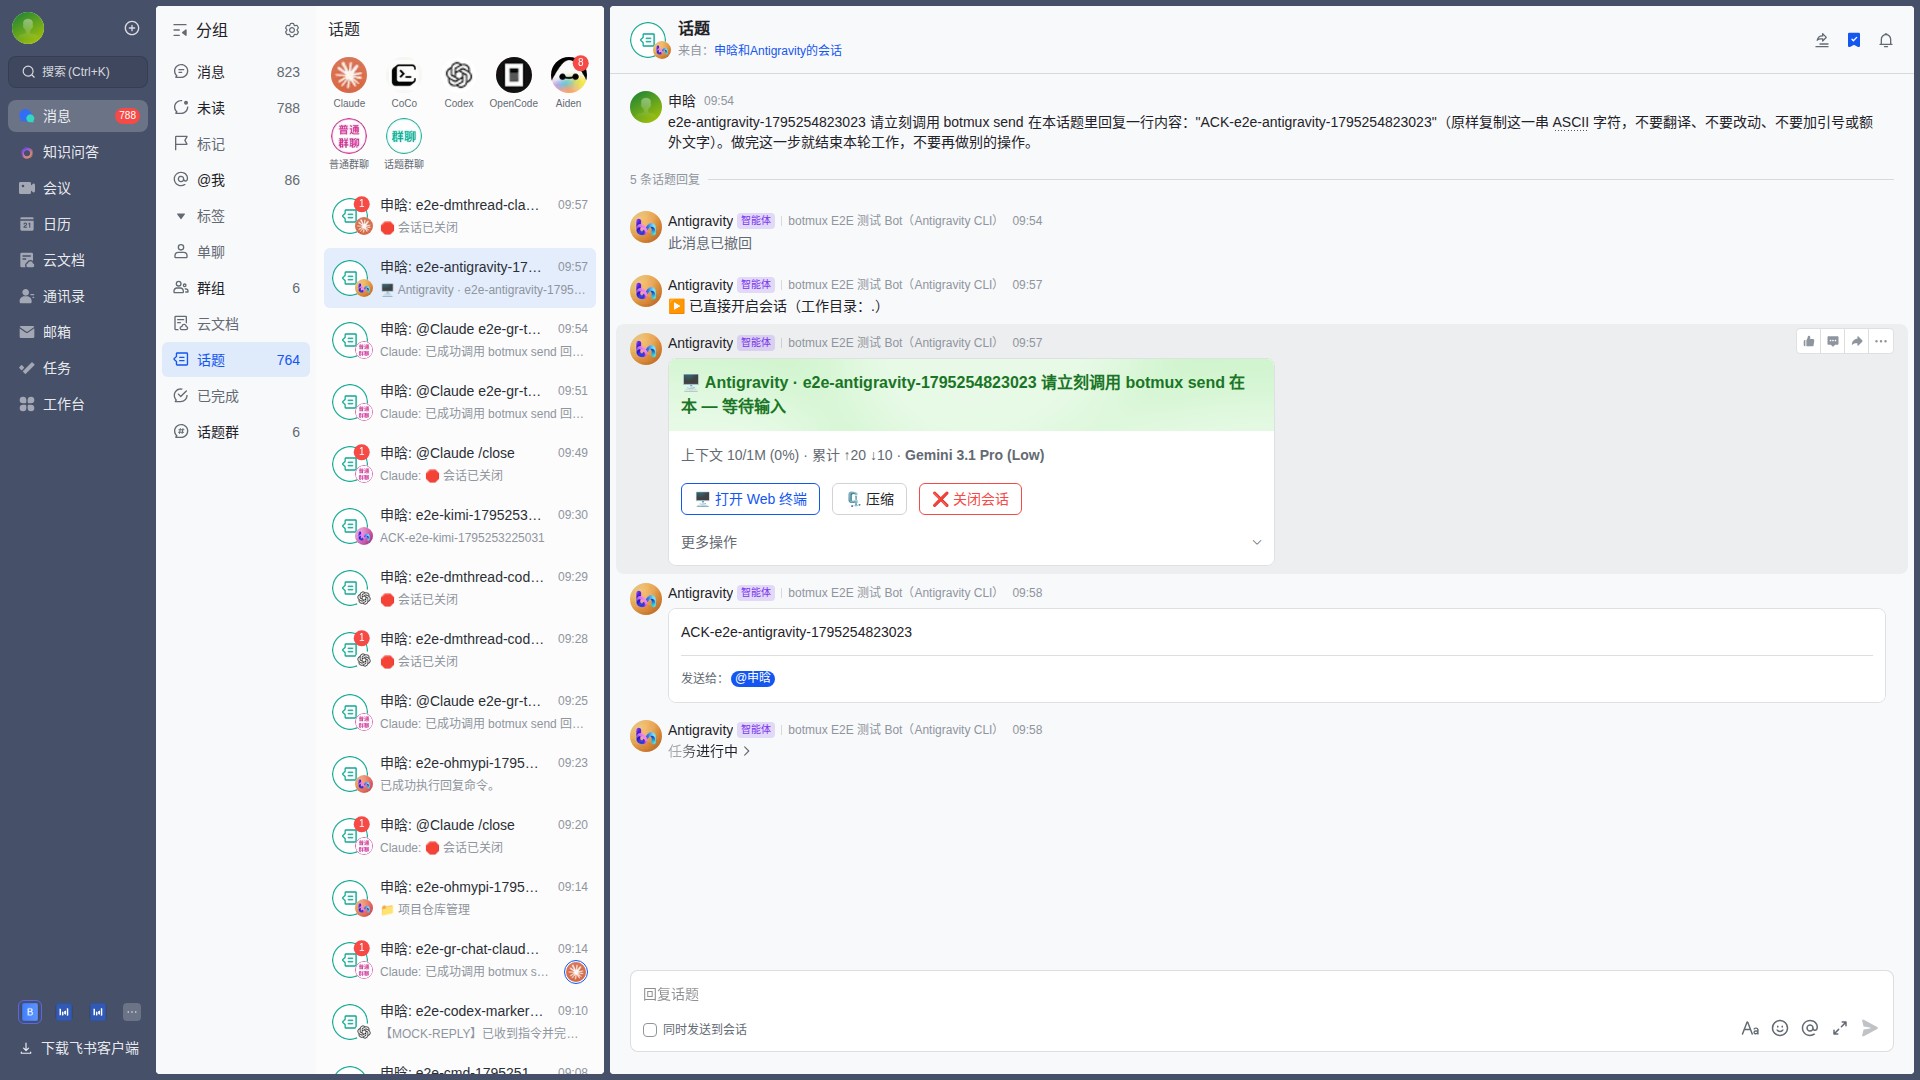 搜索 (Ctrl+K)
消息 788
知识问答
会议
日历
云文档
通讯录
邮箱
任务
工作台
下载飞书客户端
分组
消息 823
未读 788
标记
@我 86
标签
单聊
群组 6
云文档
话题 764
已完成
话题群 6
话题
8
Claude CoCo Codex OpenCode Aiden
普通群聊 群聊
普通群聊 话题群聊
1 申晗: e2e-dmthread-cla… 09:57
会话已关闭
申晗: e2e-antigravity-17… 09:57
Antigravity · e2e-antigravity-1795…
申晗: @Claude e2e-gr-t… 09:54
Claude: 已成功调用 botmux send 回…
申晗: @Claude e2e-gr-t… 09:51
Claude: 已成功调用 botmux send 回…
1 申晗: @Claude /close 09:49
Claude: 🛑 会话已关闭
申晗: e2e-kimi-1795253… 09:30
ACK-e2e-kimi-1795253225031
申晗: e2e-dmthread-cod… 09:29
会话已关闭
1 申晗: e2e-dmthread-cod… 09:28
会话已关闭
申晗: @Claude e2e-gr-t… 09:25
Claude: 已成功调用 botmux send 回…
申晗: e2e-ohmypi-1795… 09:23
已成功执行回复命令。
1 申晗: @Claude /close 09:20
Claude: 🛑 会话已关闭
申晗: e2e-ohmypi-1795… 09:14
项目仓库管理
1 申晗: e2e-gr-chat-claud… 09:14
Claude: 已成功调用 botmux s…
申晗: e2e-codex-marker… 09:10
【MOCK-REPLY】已收到指令并完…
申晗: e2e-cmd-1795251… 09:08
话题
来自：申晗和Antigravity的会话
申晗 09:54
e2e-antigravity-1795254823023 请立刻调用 botmux send 在本话题里回复一行内容："ACK-e2e-antigravity-1795254823023"（原样复制这一串 ASCII 字符，不要翻译、不要改动、不要加引号或额
外文字）。做完这一步就结束本轮工作，不要再做别的操作。
5 条话题回复
Antigravity 智能体 | botmux E2E 测试 Bot（Antigravity CLI） 09:54
此消息已撤回
Antigravity 智能体 | botmux E2E 测试 Bot（Antigravity CLI） 09:57
▶️ 已直接开启会话（工作目录：.）
Antigravity 智能体 | botmux E2E 测试 Bot（Antigravity CLI） 09:57
🖥️ Antigravity · e2e-antigravity-1795254823023 请立刻调用 botmux send 在
本 — 等待输入
上下文 10/1M (0%) · 累计 ↑20 ↓10 · Gemini 3.1 Pro (Low)
🖥️ 打开 Web 终端 🗜️ 压缩 ❌ 关闭会话
更多操作
Antigravity 智能体 | botmux E2E 测试 Bot（Antigravity CLI） 09:58
ACK-e2e-antigravity-1795254823023
发送给：@申晗
Antigravity 智能体 | botmux E2E 测试 Bot（Antigravity CLI） 09:58
任务进行中
回复话题
同时发送到会话